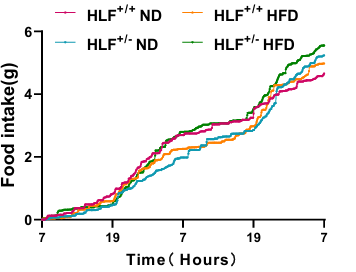 HLF+/+ ND HLF+/+ HFD
HLF+/- ND HLF+/- HFD
Food intake(g)
6
4
2
0
7 19 7 19 7
Time( Hours)